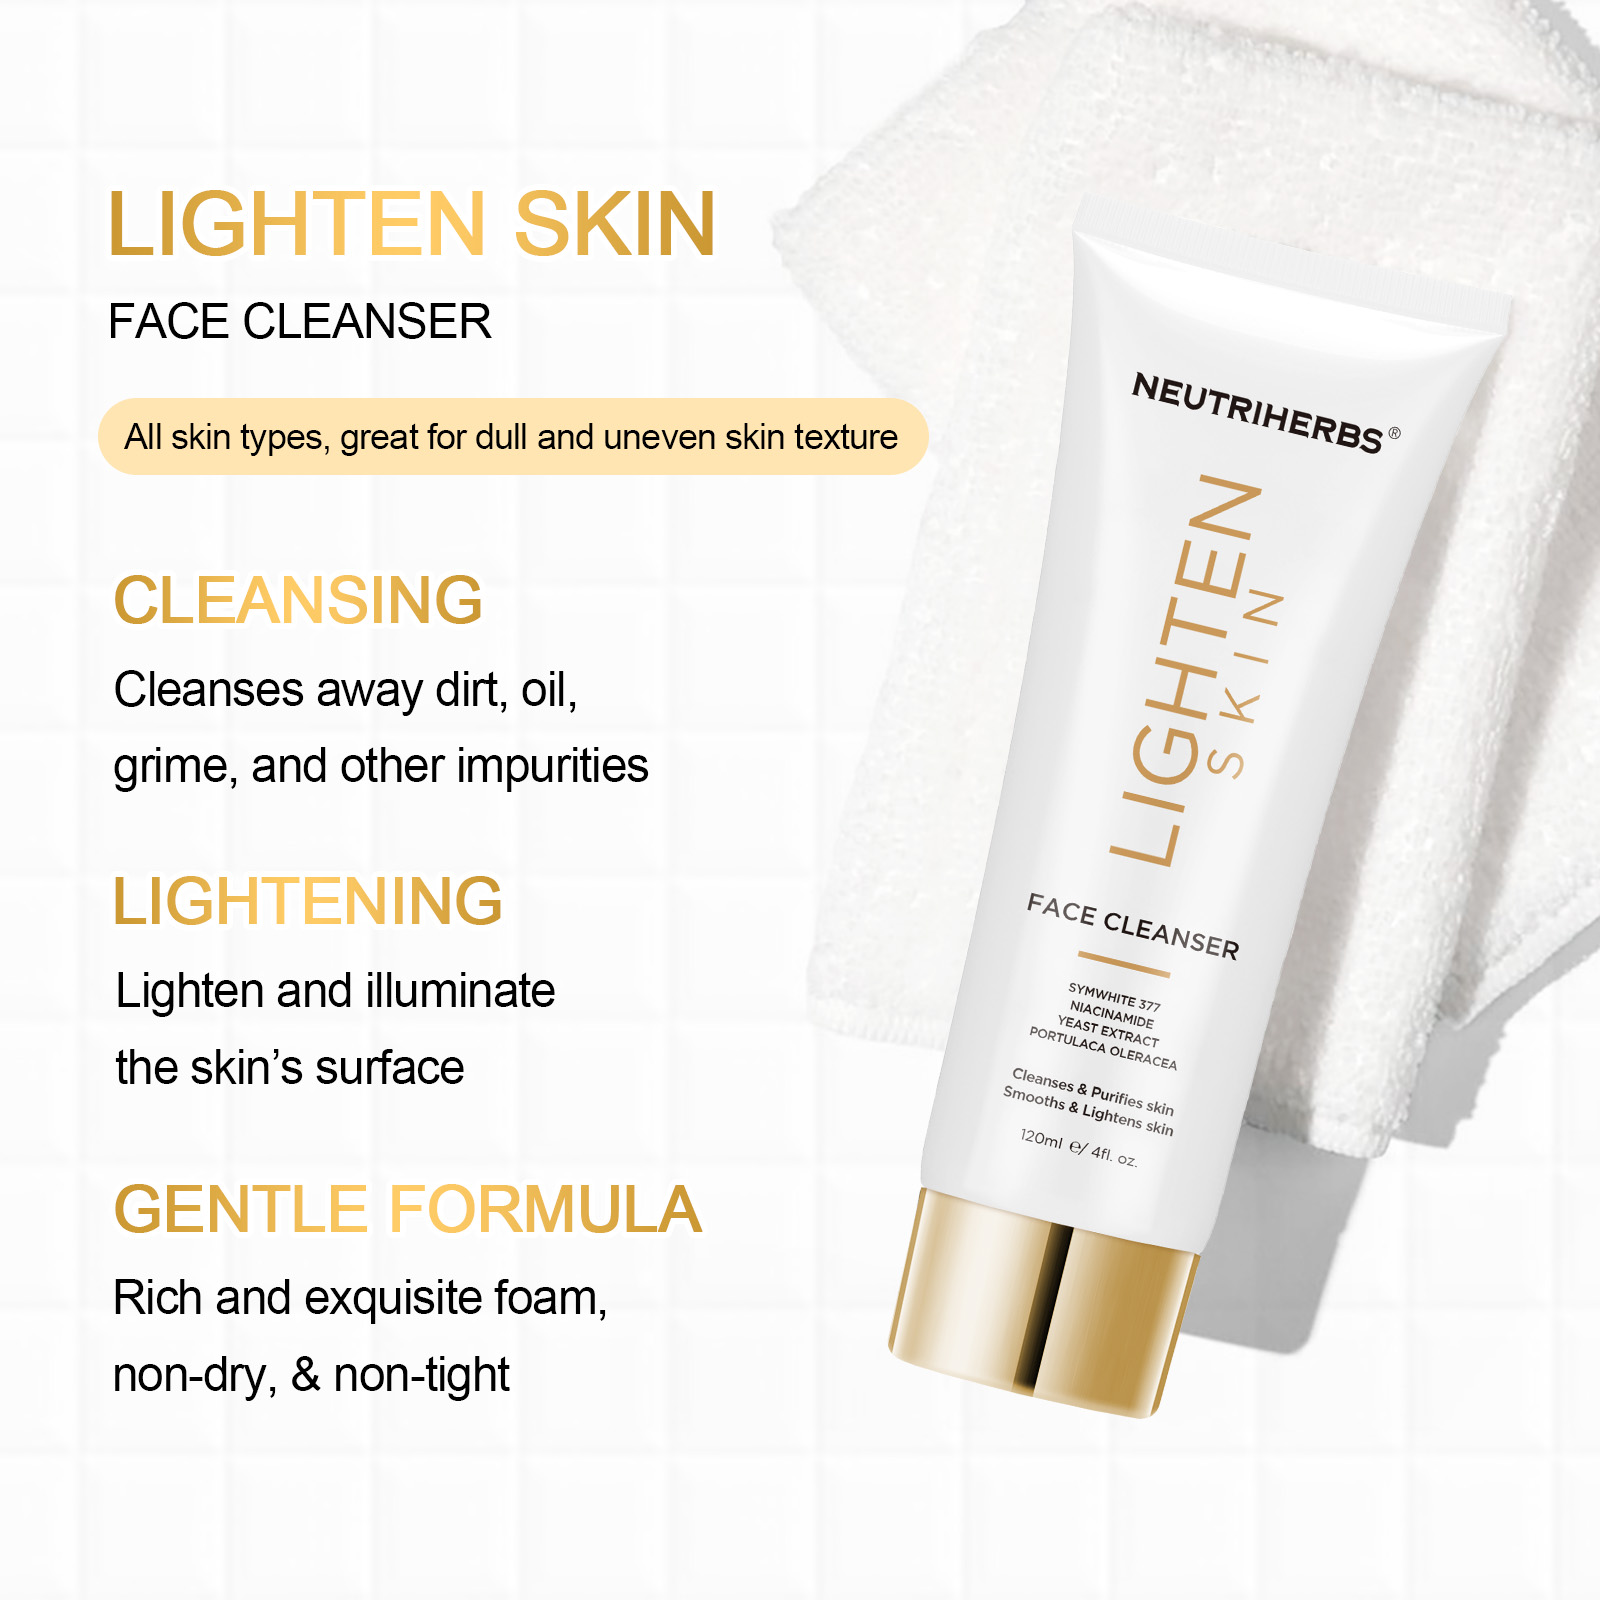 LIGHTEN SKIN
FACE CLEANSER
All skin types, great for dull and uneven skin texture
CLEANSING
Cleanses away dirt, oil,
grime, and other impurities
LIGHTENING
Lighten and illuminate
the skin’s surface
GENTLE FORMULA
Rich and exquisite foam,
non-dry, & non-tight
NEUTRIHERBS®
LIGHTEN
SKIN
FACE CLEANSER
SYMWHITE 377
NIACINAMIDE
YEAST EXTRACT
PORTULACA OLERACEA
Cleanses & Purifies skin
Smooths & Lightens skin
120ml ℮/ 4fl. oz.